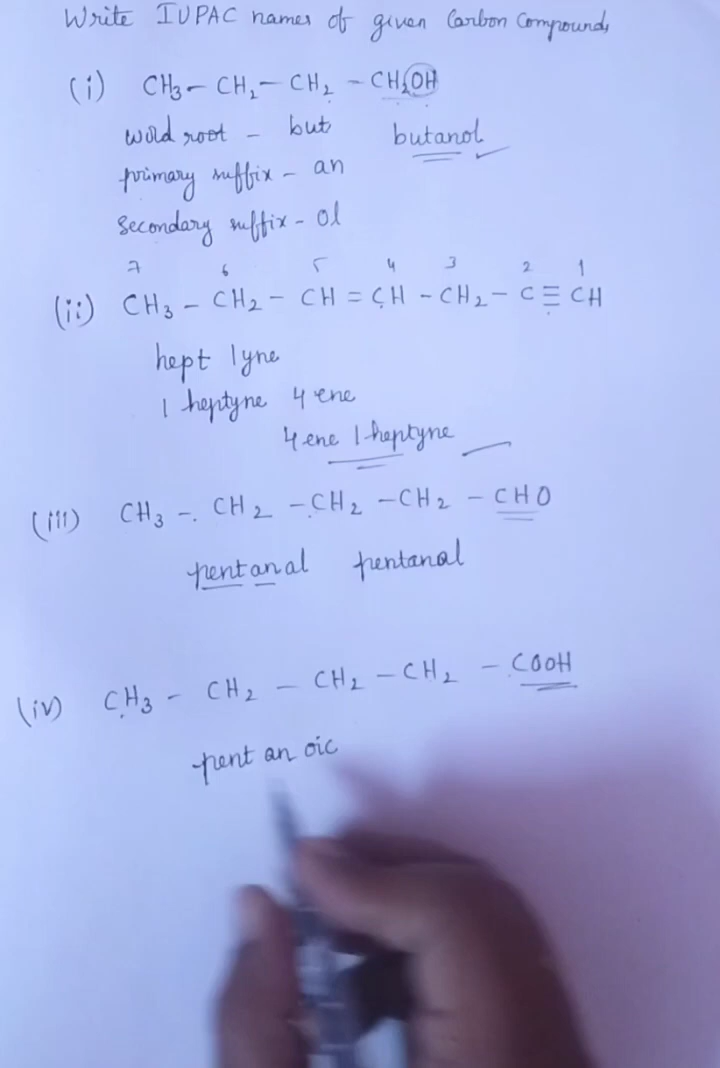 Write IUPAC names of given Carbon Compounds
(i) CH3 - CH2 - CH2 - CH2OH
word root - but butanol
primary suffix - an
Secondary suffix - Ol
7 6 5 4 3 2 1
(ii) CH3 - CH2 - CH = CH - CH2 - C ≡ CH
hept 1yne
1 heptyne 4 ene
4 ene 1 heptyne
(iii) CH3 - CH2 - CH2 - CH2 - CHO
pentanal pentanal
(iv) CH3 - CH2 - CH2 - CH2 - COOH
pent an oic